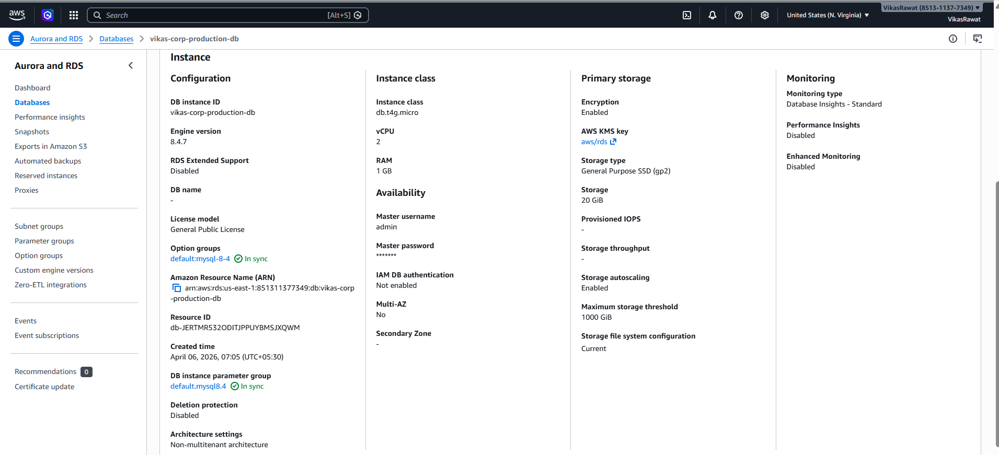 aws
Search
[Alt+S]
United States (N. Virginia)
VikasRawat (8513-1137-7349)
VikasRawat
Aurora and RDS
Databases
vikas-corp-production-db
Aurora and RDS
Dashboard
Databases
Performance insights
Snapshots
Exports in Amazon S3
Automated backups
Reserved instances
Proxies
Subnet groups
Parameter groups
Option groups
Custom engine versions
Zero-ETL integrations
Events
Event subscriptions
Recommendations 0
Certificate update
Instance
Configuration
DB instance ID
vikas-corp-production-db
Engine version
8.4.7
RDS Extended Support
Disabled
DB name
-
License model
General Public License
Option groups
default:mysql-8-4 In sync
Amazon Resource Name (ARN)
arn:aws:rds:us-east-1:851311377349:db:vikas-corp
-production-db
Resource ID
db-JERTMR532ODITJPPUYBMSJXQWM
Created time
April 06, 2026, 07:05 (UTC+05:30)
DB instance parameter group
default.mysql8.4 In sync
Deletion protection
Disabled
Architecture settings
Non-multitenant architecture
Instance class
Instance class
db.t4g.micro
vCPU
2
RAM
1 GB
Availability
Master username
admin
Master password
*******
IAM DB authentication
Not enabled
Multi-AZ
No
Secondary Zone
-
Primary storage
Encryption
Enabled
AWS KMS key
aws/rds
Storage type
General Purpose SSD (gp2)
Storage
20 GiB
Provisioned IOPS
-
Storage throughput
-
Storage autoscaling
Enabled
Maximum storage threshold
1000 GiB
Storage file system configuration
Current
Monitoring
Monitoring type
Database Insights - Standard
Performance Insights
Disabled
Enhanced Monitoring
Disabled